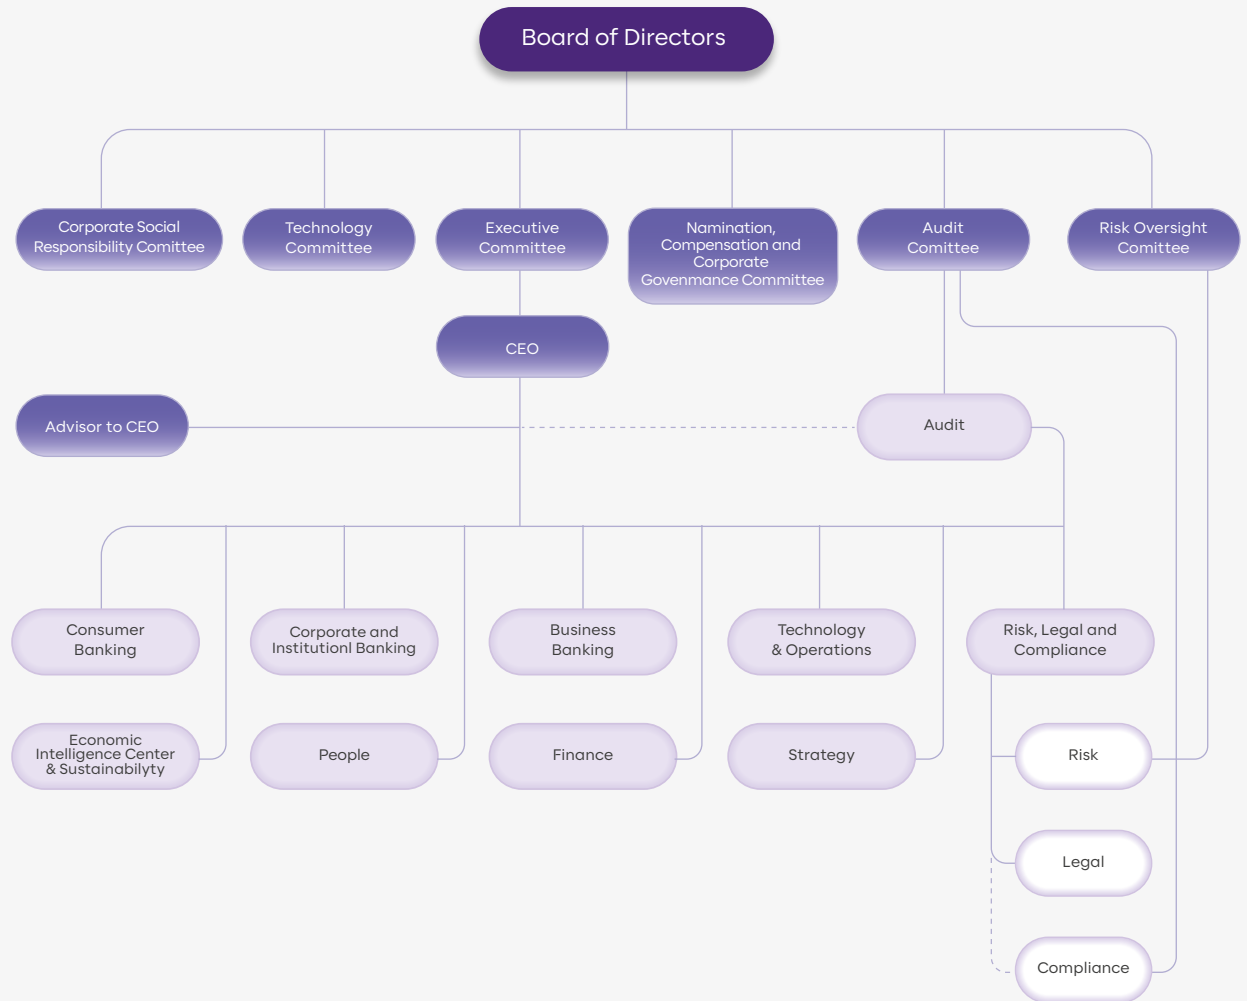 Board of Directors
Corporate Social
Responsibility Comittee
Technology
Committee
Executive
Committee
Namination,
Compensation and
Corporate
Govenmance Committee
Audit
Comittee
Risk Oversight
Comittee
CEO
Advisor to CEO
Audit
Consumer
Banking
Corporate and
Institutionl Banking
Business
Banking
Technology
& Operations
Risk, Legal and
Compliance
Economic
Intelligence Center
& Sustainabilyty
People
Finance
Strategy
Risk
Legal
Compliance